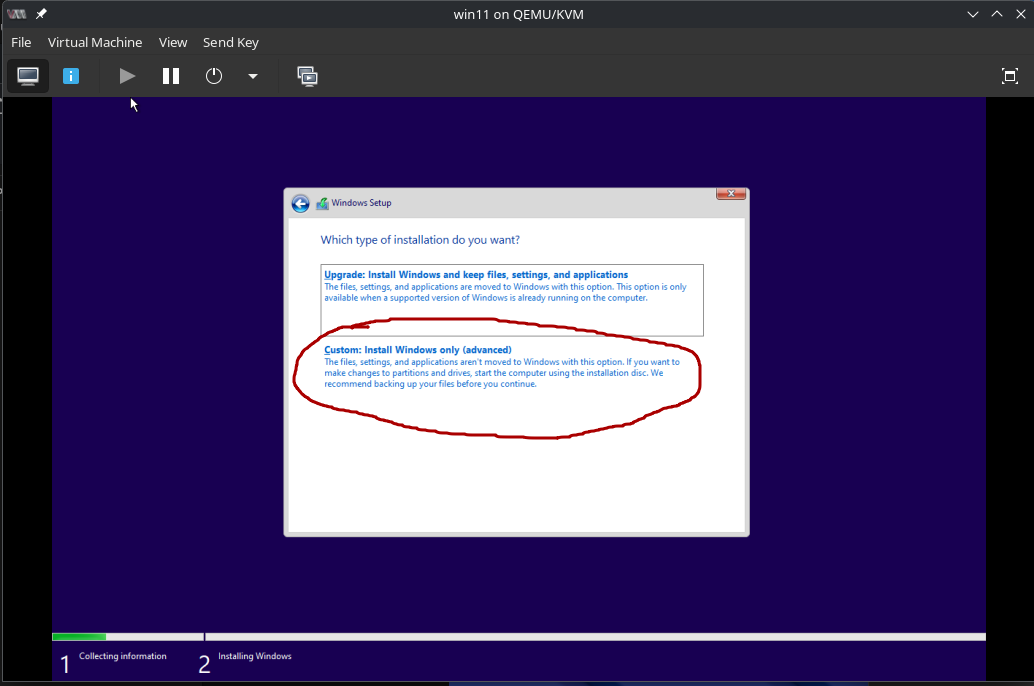 win11 on QEMU/KVM
File Virtual Machine View Send Key
Windows Setup
Which type of installation do you want?
Upgrade: Install Windows and keep files, settings, and applications
The files, settings, and applications are moved to Windows with this option. This option is only
available when a supported version of Windows is already running on the computer.
Custom: Install Windows only (advanced)
The files, settings, and applications aren't moved to Windows with this option. If you want to
make changes to partitions and drives, start the computer using the installation disc. We
recommend backing up your files before you continue.
1 Collecting information 2 Installing Windows